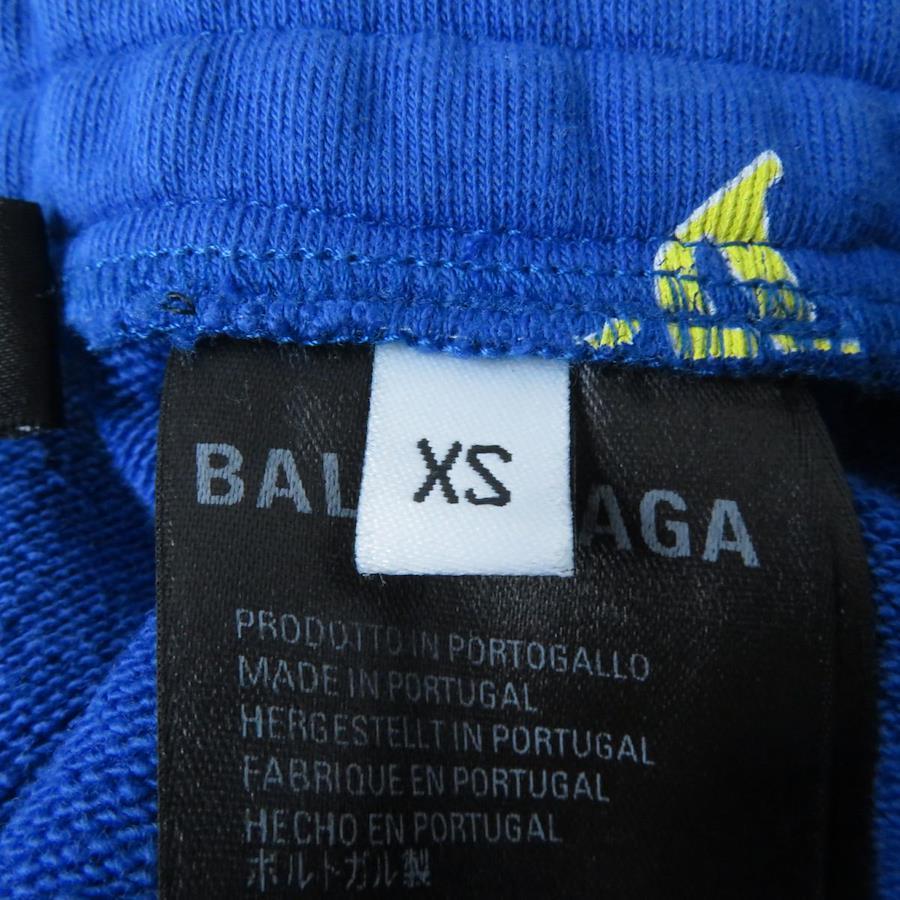 XS
BAL AGA
PRODOTTO IN PORTOGALLO
MADE IN PORTUGAL
HERGESTELLT IN PORTUGAL
FABRIQUE EN PORTUGAL
HECHO EN PORTUGAL
ポルトガル製